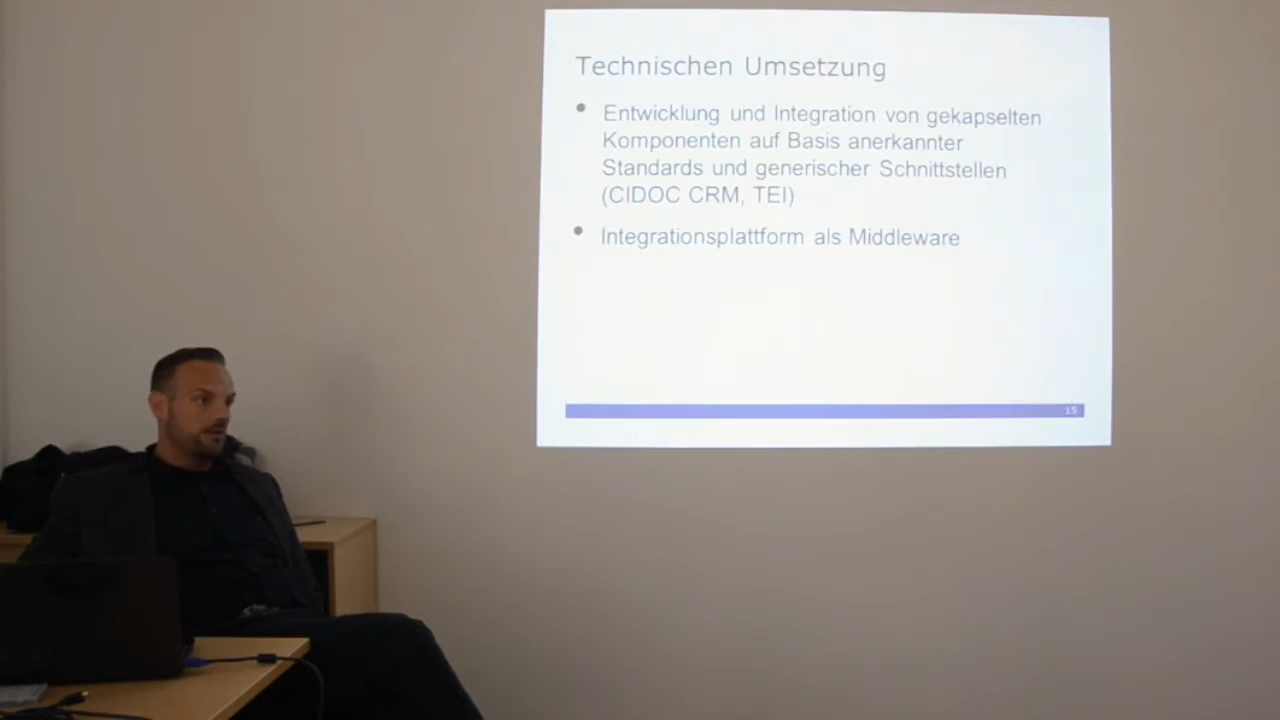 Technischen Umsetzung
• Entwicklung und Integration von gekapselten
Komponenten auf Basis anerkannter
Standards und generischer Schnittstellen
(CIDOC CRM, TEI)
• Integrationsplattform als Middleware
15